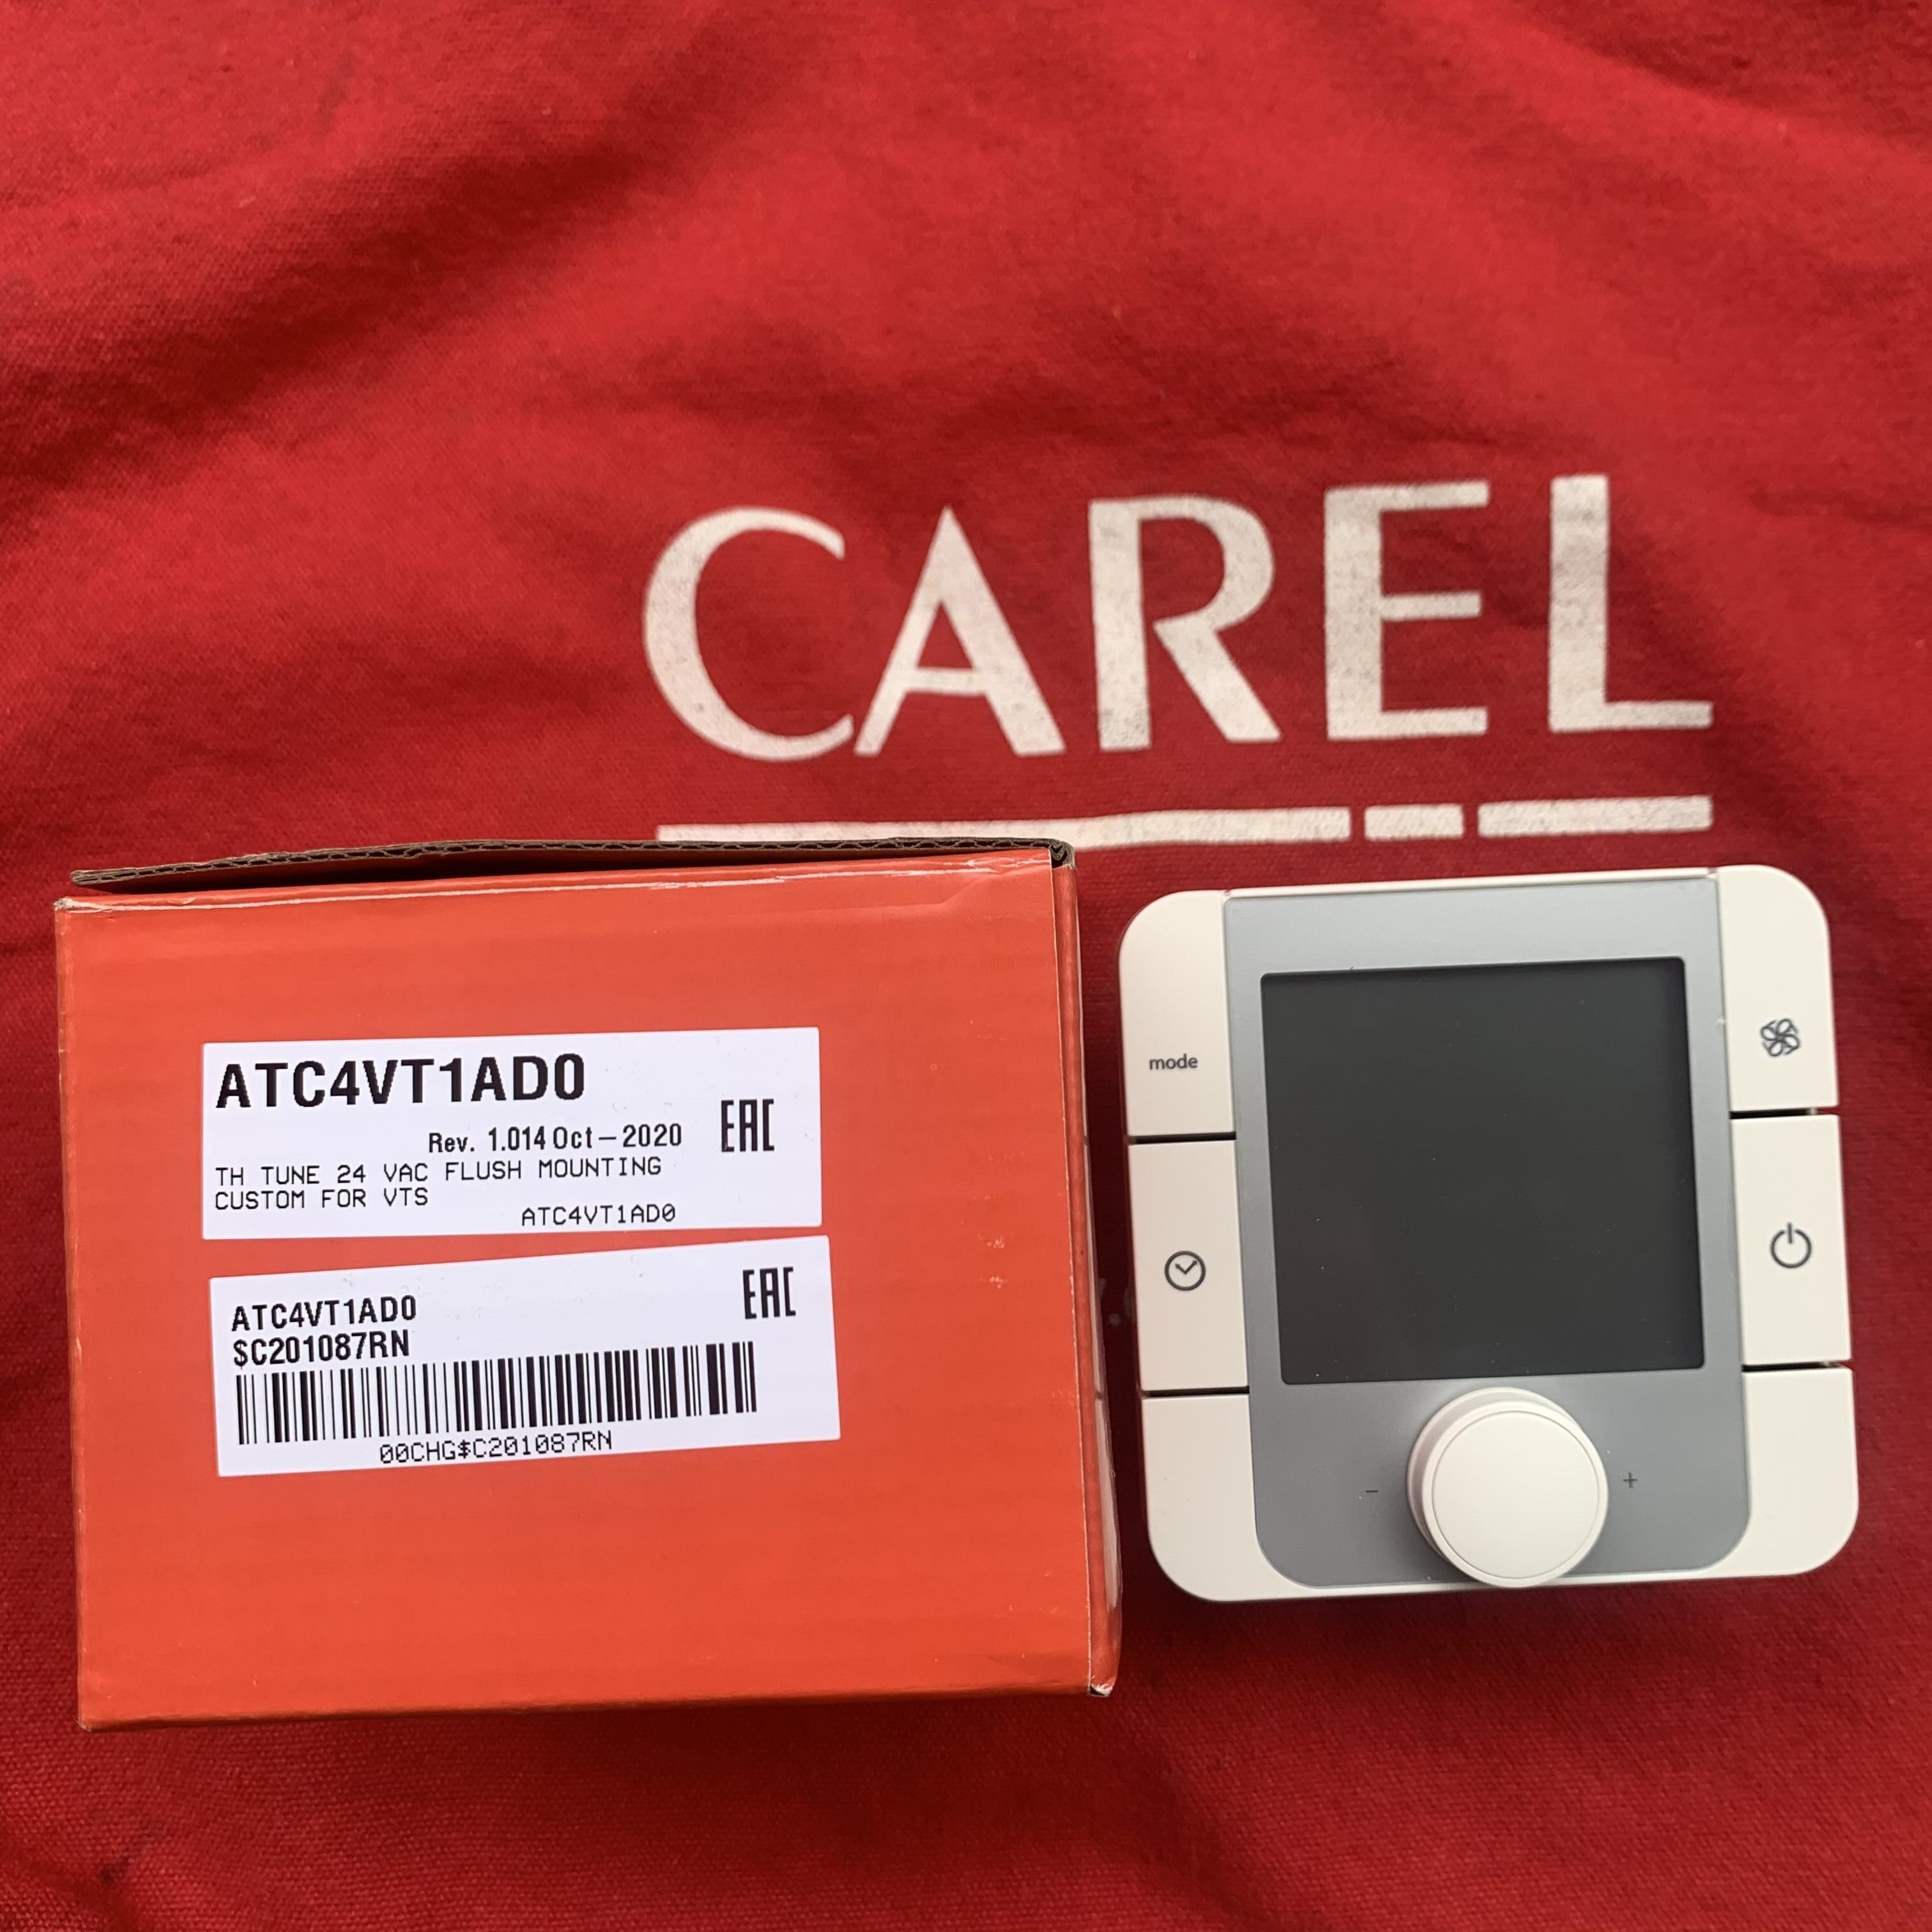 CAREL
ATC4VT1AD0
Rev. 1.014 Oct-2020
EAC
TH TUNE 24 VAC FLUSH MOUNTING
CUSTOM FOR VTS
ATC4VT1AD0
ATC4VT1AD0
EAC
$C201087RN
00CHG$C201087RN
mode
- +